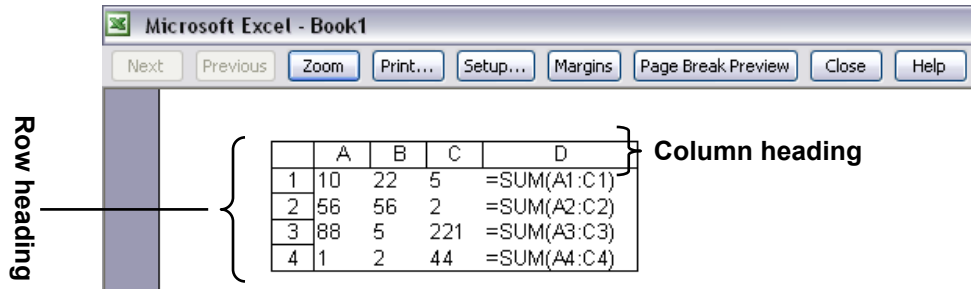 Microsoft Excel - Book1
Next Previous Zoom Print... Setup... Margins Page Break Preview Close Help
Row heading
Column heading
A B C D
1 10 22 5 =SUM(A1:C1)
2 56 56 2 =SUM(A2:C2)
3 88 5 221 =SUM(A3:C3)
4 1 2 44 =SUM(A4:C4)